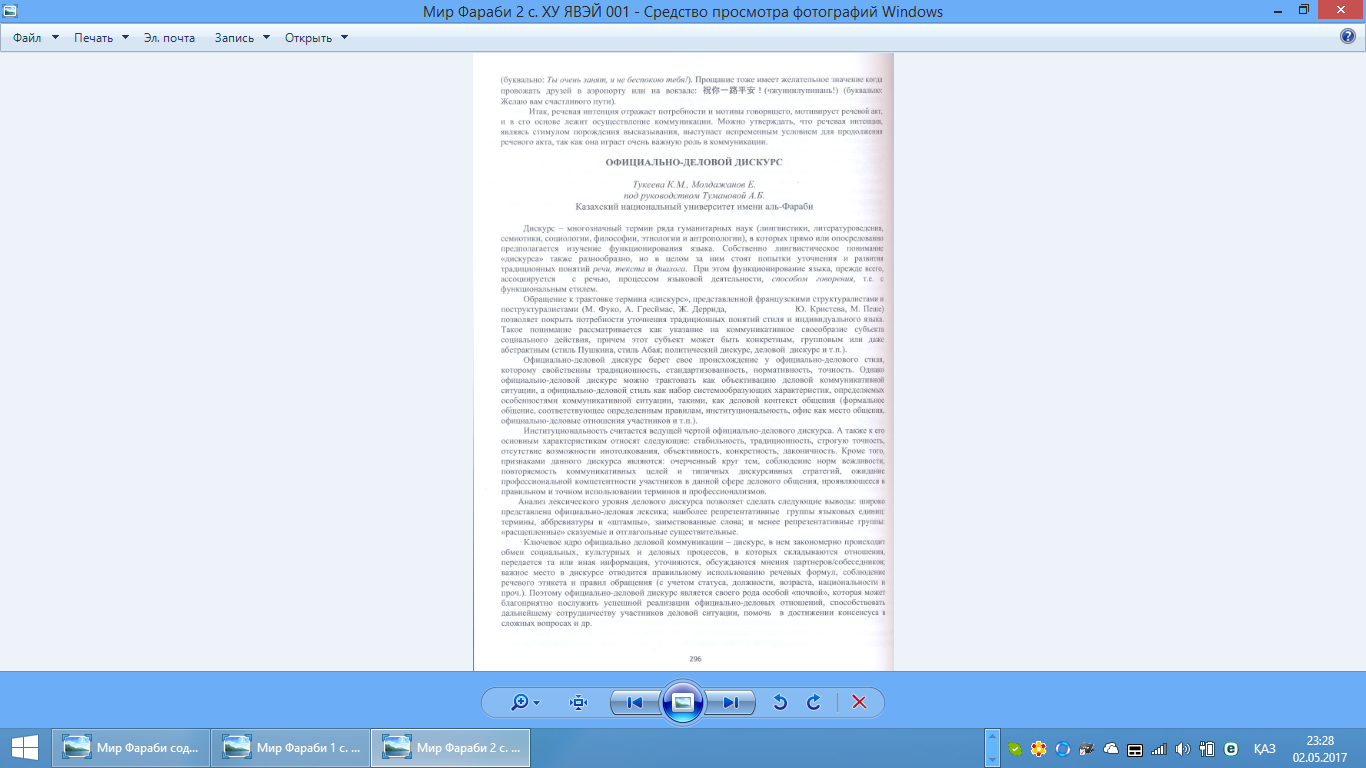 Мир Фараби 2 с. ХУ ЯВЭЙ 001 - Средство просмотра фотографий Windows
Файл Печать Эл. почта Запись Открыть
(буквально: Ты очень занят, я не беспокою тебя!). Прощание тоже имеет желательное значение когда
провожать друзей в аэропорту или на вокзале: 祝你一路平安！(чжуниилупинань!) (буквально:
Желаю вам счастливого пути).
Итак, речевая интенция отражает потребности и мотивы говорящего, мотивирует речевой акт,
и в его основе лежит осуществление коммуникации. Можно утверждать, что речевая интенция,
являясь стимулом порождения высказывания, выступает непременным условием для продолжения
речевого акта, так как она играет очень важную роль в коммуникации.
ОФИЦИАЛЬНО-ДЕЛОВОЙ ДИСКУРС
Тукеева К.М., Молдажанов Е.
под руководством Тумановой А.Б.
Казахский национальный университет имени аль-Фараби
Дискурс – многозначный термин ряда гуманитарных наук (лингвистики, литературоведения,
семиотики, социологии, философии, этнологии и антропологии), в которых прямо или опосредованно
предполагается изучение функционирования языка. Собственно лингвистическое понимание
«дискурса» также разнообразно, но в целом за ним стоят попытки уточнения и развития
традиционных понятий речи, текста и диалога. При этом функционирование языка, прежде всего,
ассоциируется с речью, процессом языковой деятельности, способом говорения, т.е. с
функциональным стилем.
Обращение к трактовке термина «дискурс», представленной французскими структуралистами и
постструктуралистами (М. Фуко, А. Гресймас, Ж. Деррида, Ю. Кристева, М. Пеше)
позволяет покрыть потребности уточнения традиционных понятий стиля и индивидуального языка.
Такое понимание рассматривается как указание на коммуникативное своеобразие субъекта
социального действия, причем этот субъект может быть конкретным, групповым или даже
абстрактным (стиль Пушкина, стиль Абая; политический дискурс, деловой дискурс и т.п.).
Официально-деловой дискурс берет свое происхождение у официально-делового стиля,
которому свойственны традиционность, стандартизованность, нормативность, точность. Однако
официально-деловой дискурс можно трактовать как объективацию деловой коммуникативной
ситуации, а официально-деловой стиль как набор системообразующих характеристик, определяемых
особенностями коммуникативной ситуации, такими, как деловой контекст общения (формальное
общение, соответствующее определенным правилам, институциональность, офис как место общения,
официально-деловые отношения участников и т.п.).
Институциональность считается ведущей чертой официально-делового дискурса. А также к его
основным характеристикам относят следующие: стабильность, традиционность, строгую точность,
отсутствие возможности инотолкования, объективность, конкретность, лаконичность. Кроме того,
признаками данного дискурса являются: очерченный круг тем, соблюдение норм вежливости,
повторяемость коммуникативных целей и типичных дискурсивных стратегий, ожидание
профессиональной компетентности участников в данной сфере делового общения, проявляющееся в
правильном и точном использовании терминов и профессионализмов.
Анализ лексического уровня делового дискурса позволяет сделать следующие выводы: широко
представлена официально-деловая лексика; наиболее репрезентативные группы языковых единиц:
термины, аббревиатуры и «штампы», заимствованные слова; и менее репрезентативные группы:
«расщепленные» сказуемые и отглагольные существительные.
Ключевое ядро официально деловой коммуникации – дискурс, в нем закономерно происходит
обмен социальных, культурных и деловых процессов, в которых складываются отношения,
передается та или иная информация, уточняются, обсуждаются мнения партнеров/собеседников;
важное место в дискурсе отводится правильному использованию речевых формул, соблюдение
речевого этикета и правил обращения (с учетом статуса, должности, возраста, национальности и
проч.). Поэтому официально-деловой дискурс является своего рода особой «почвой», которая может
благоприятно послужить успешной реализации официально-деловых отношений, способствовать
дальнейшему сотрудничеству участников деловой ситуации, помочь в достижении консенсуса в
сложных вопросах и др.
296
Мир Фараби сод... Мир Фараби 1 с. ... Мир Фараби 2 с. ... ҚАЗ 23:28
02.05.2017